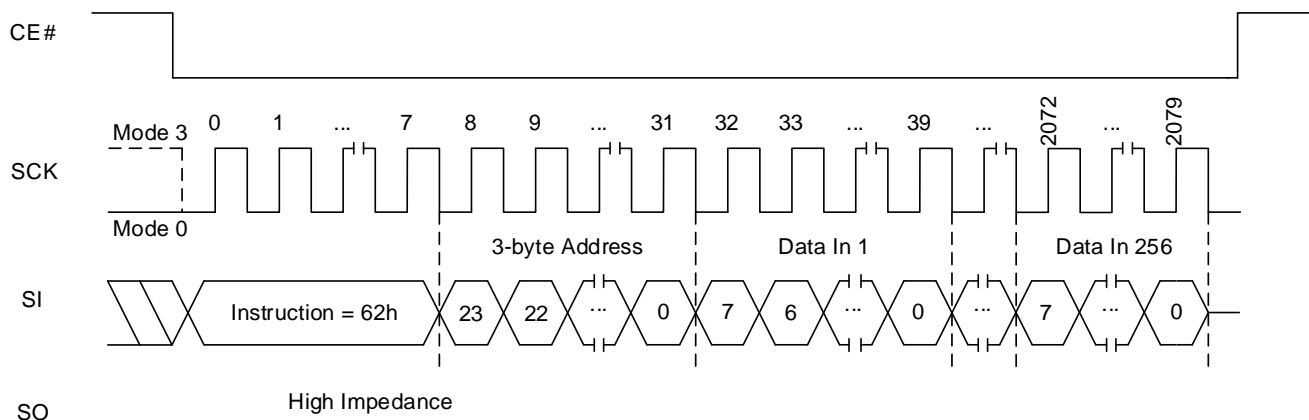 CE#
SCK
Mode 3
Mode 0
0 1 ... 7 8 9 ... 31 32 33 ... 39 ... 2072 ... 2079
3-byte Address Data In 1 Data In 256
SI
Instruction = 62h 23 22 ... 0 7 6 ... 0 ... 7 ... 0
SO
High Impedance